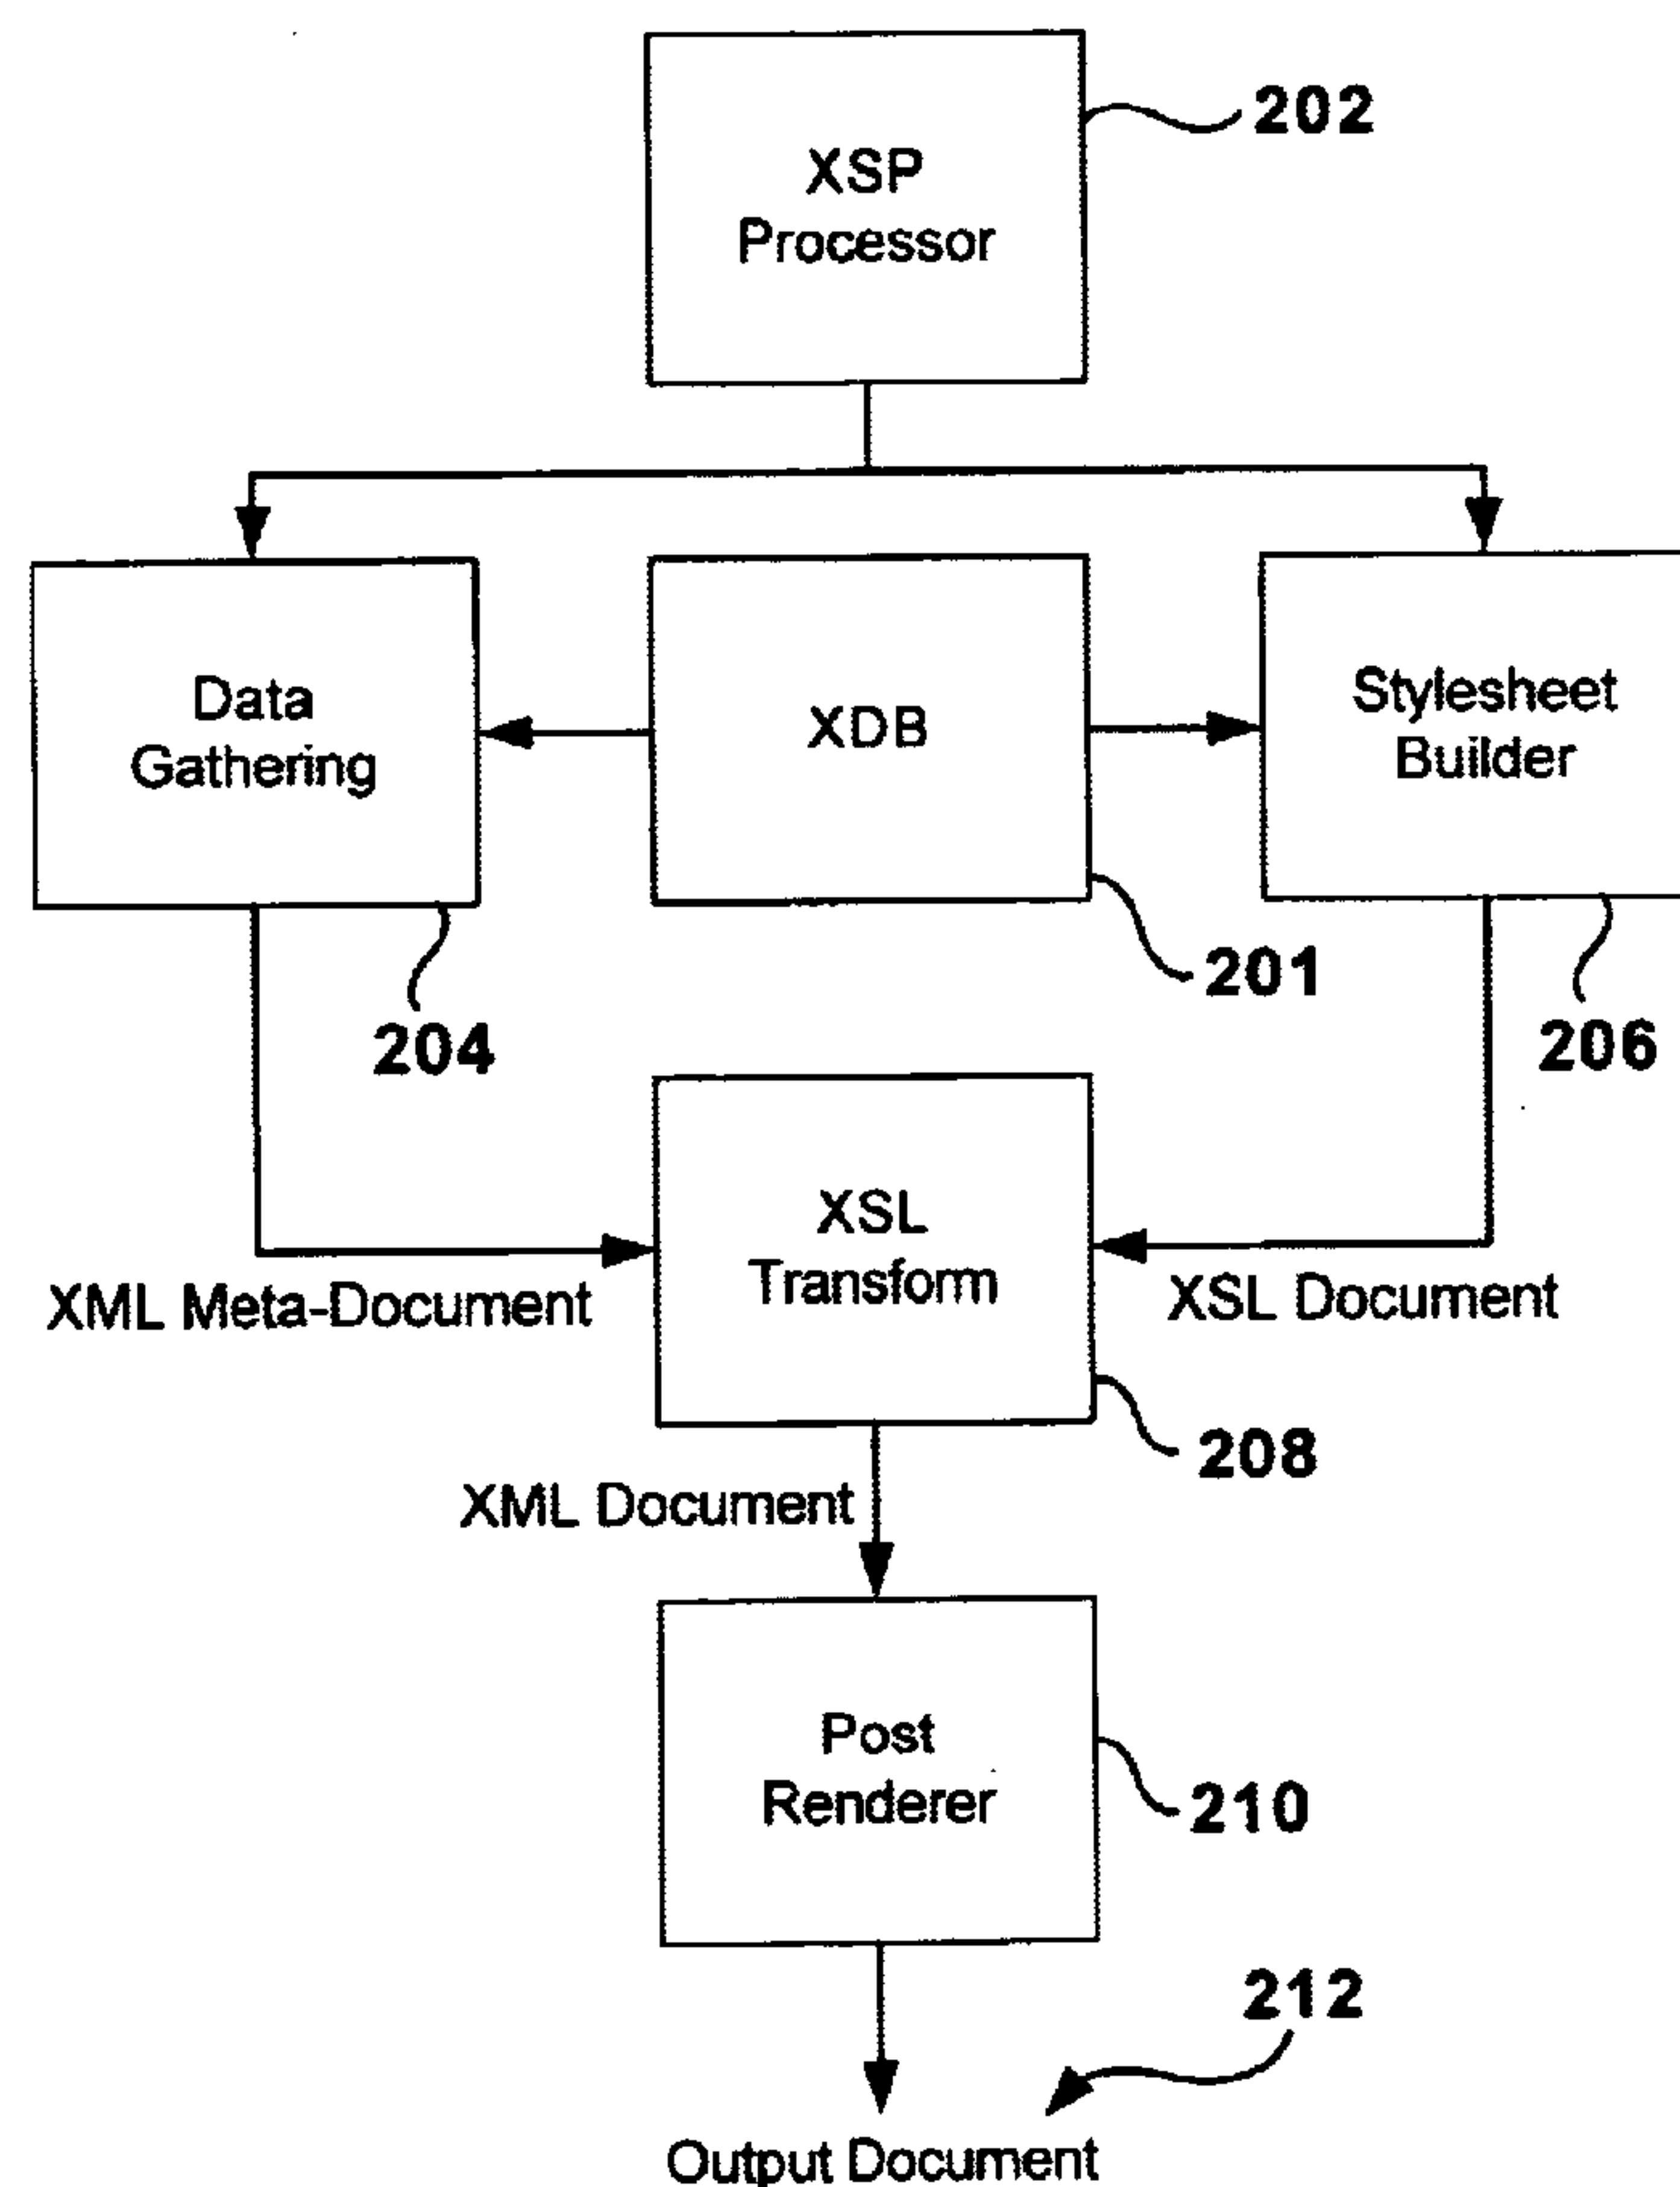 202
XSP
Processor
Data
Gathering
XDB
Stylesheet
Builder
201
204
206
XSL
Transform
XML Meta-Document
XSL Document
208
XML Document
Post
Renderer
210
212
Output Document